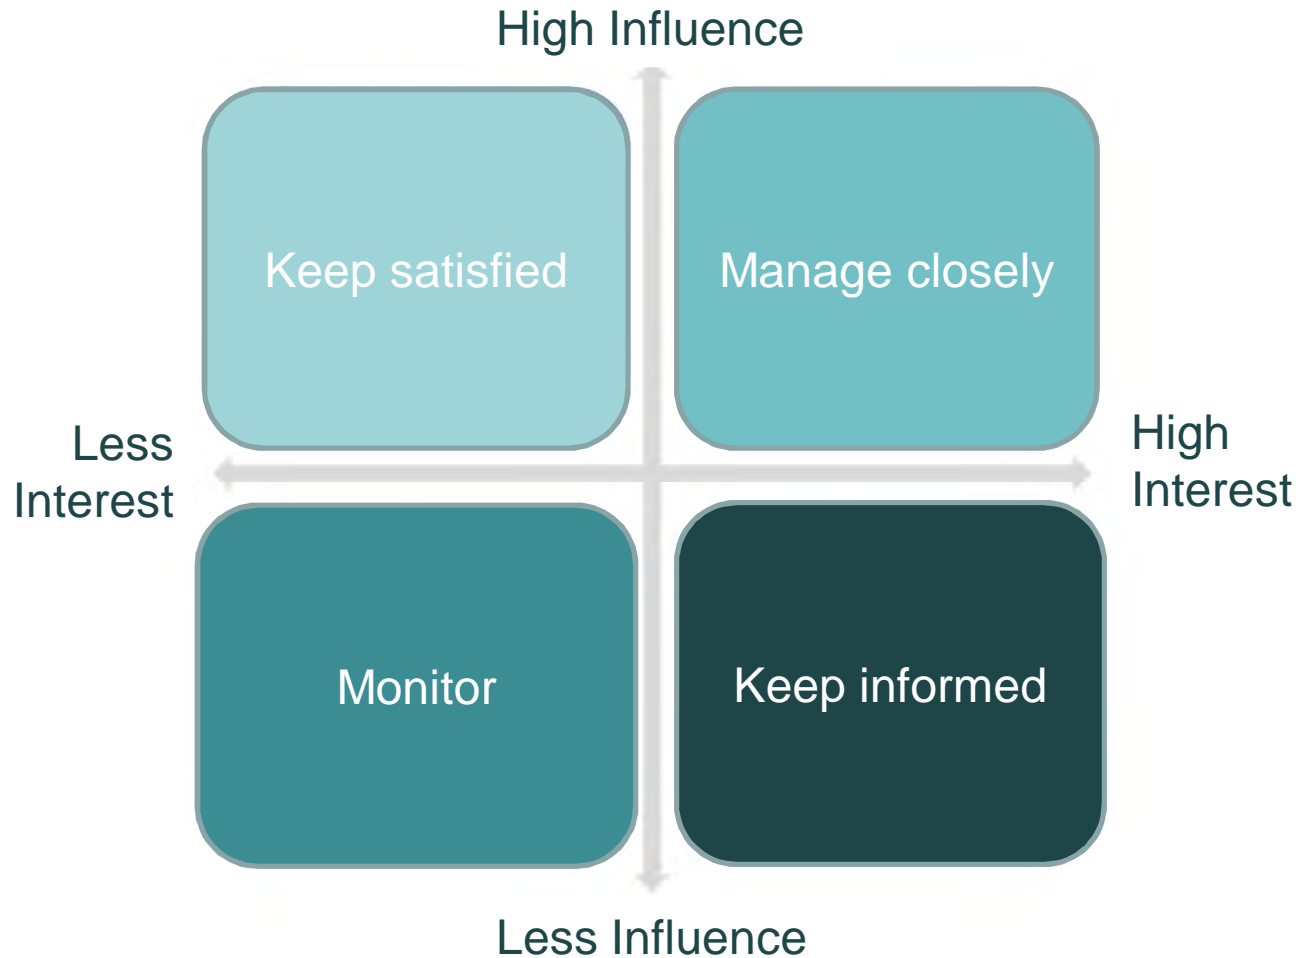 High Influence
Keep satisfied
Manage closely
Less
Interest
High
Interest
Monitor
Keep informed
Less Influence